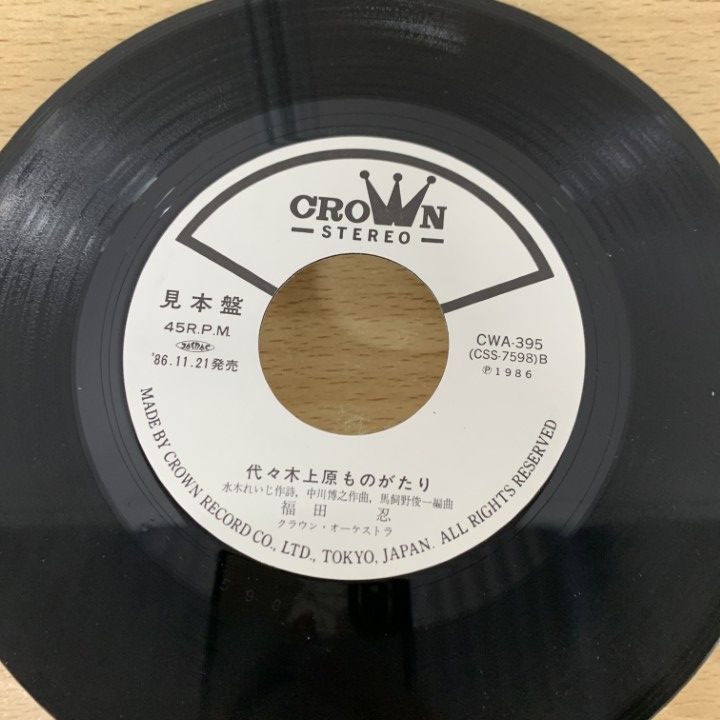 CROWN
STEREO
見本盤
45R.P.M.
'86.11.21発売
CWA-395
(CSS-7598)B
Ⓟ1986
代々木上原ものがたり
水木れいじ作詩, 中川博之作曲, 馬飼野俊一編曲
福田 忍
クラウン・オーケストラ
MADE BY CROWN RECORD CO., LTD., TOKYO, JAPAN. ALL RIGHTS RESERVED